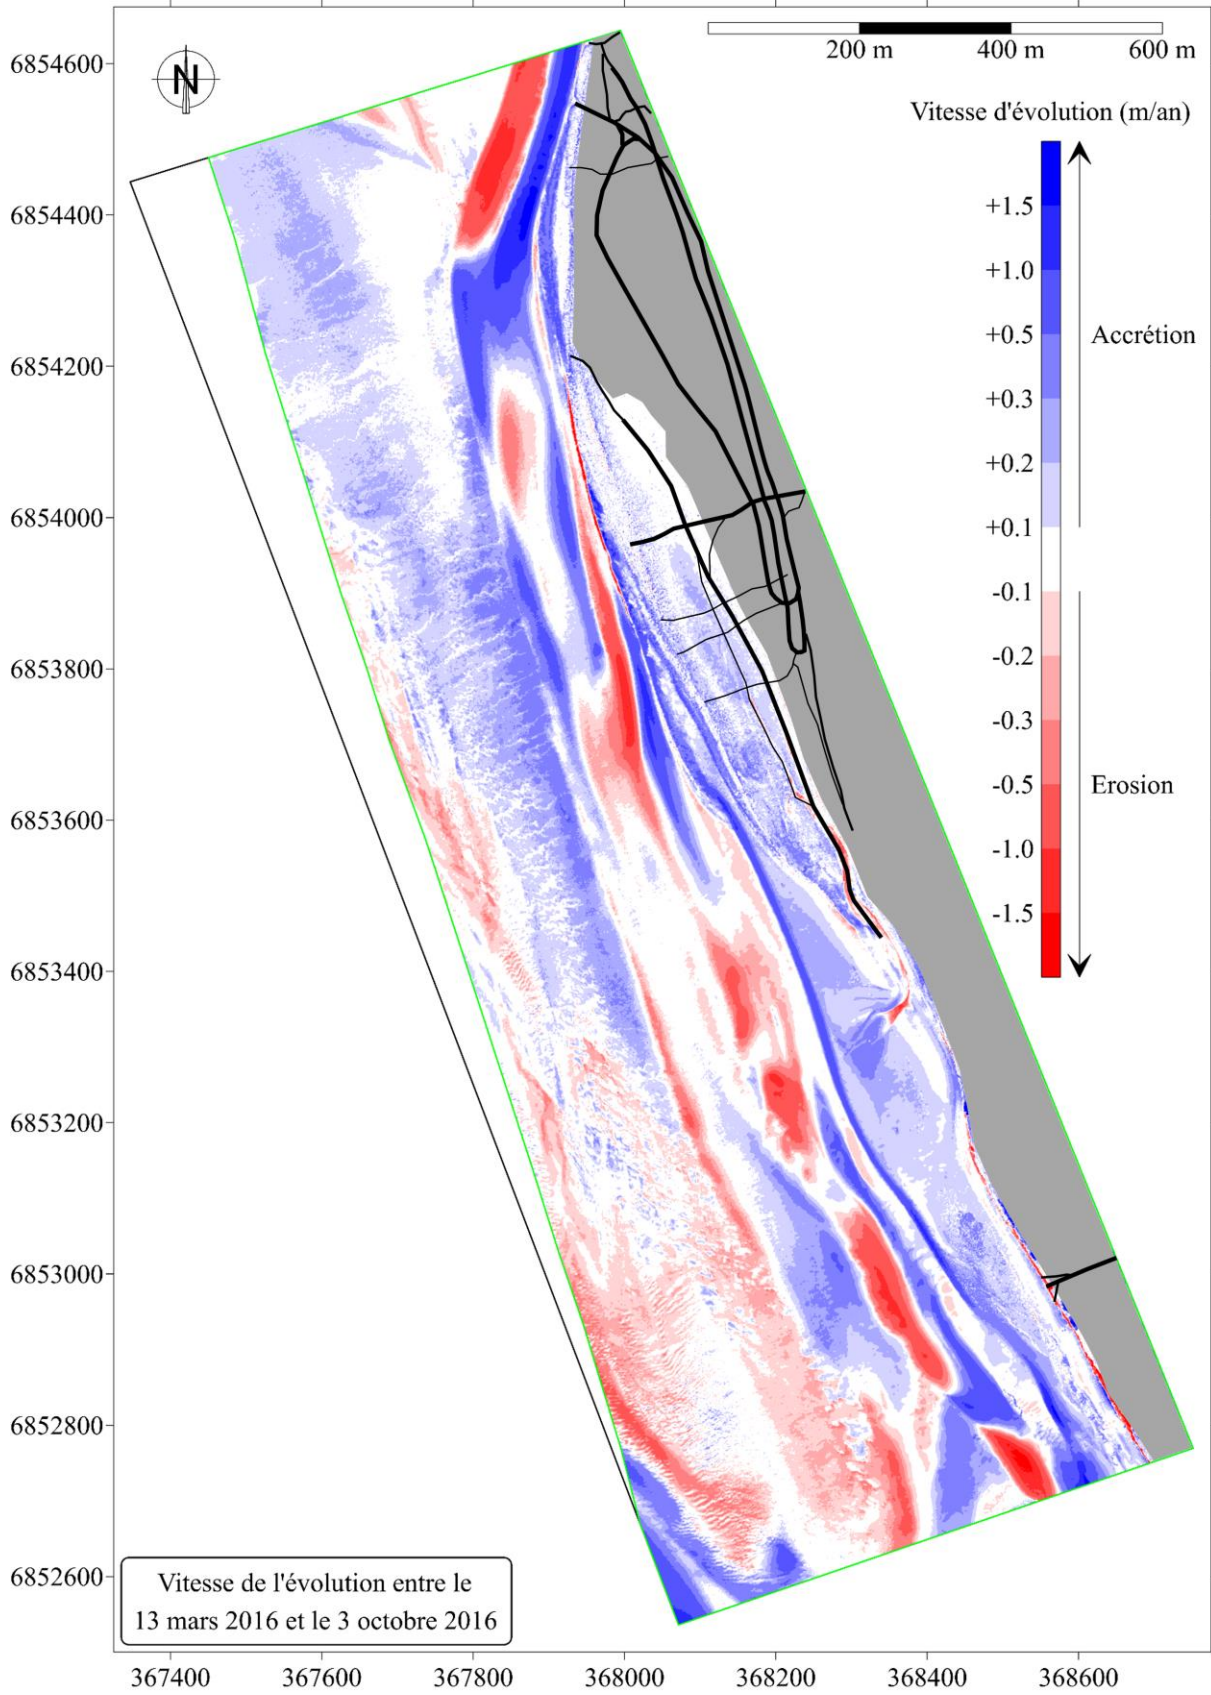 6854600
6854400
6854200
6854000
6853800
6853600
6853400
6853200
6853000
6852800
6852600
N
200 m 400 m 600 m
Vitesse d'évolution (m/an)
+1.5
+1.0
+0.5
+0.3
+0.2
+0.1
-0.1
-0.2
-0.3
-0.5
-1.0
-1.5
Accrétion
Erosion
Vitesse de l'évolution entre le
13 mars 2016 et le 3 octobre 2016
367400 367600 367800 368000 368200 368400 368600